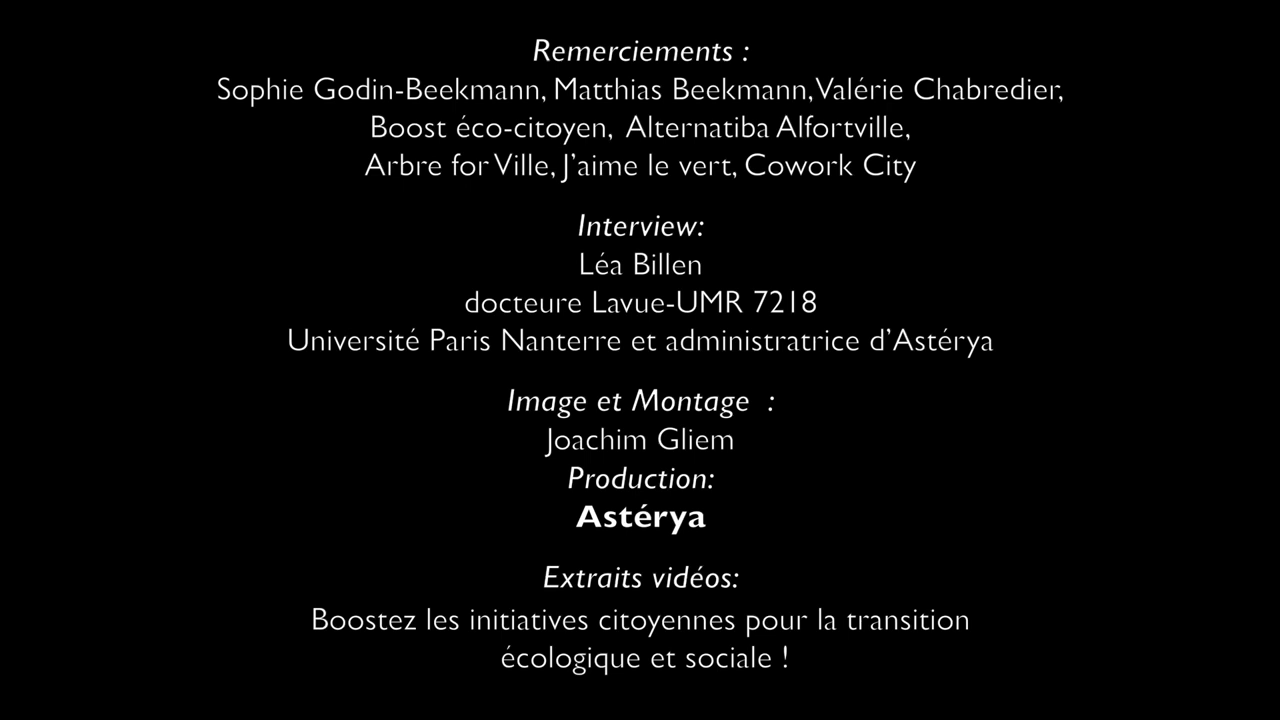 Remerciements :
Sophie Godin-Beekmann, Matthias Beekmann, Valérie Chabredier,
Boost éco-citoyen, Alternatiba Alfortville,
Arbre for Ville, J'aime le vert, Cowork City
Interview:
Léa Billen
docteure Lavue-UMR 7218
Université Paris Nanterre et administratrice d'Astérya
Image et Montage :
Joachim Gliem
Production:
Astérya
Extraits vidéos:
Boostez les initiatives citoyennes pour la transition
écologique et sociale !